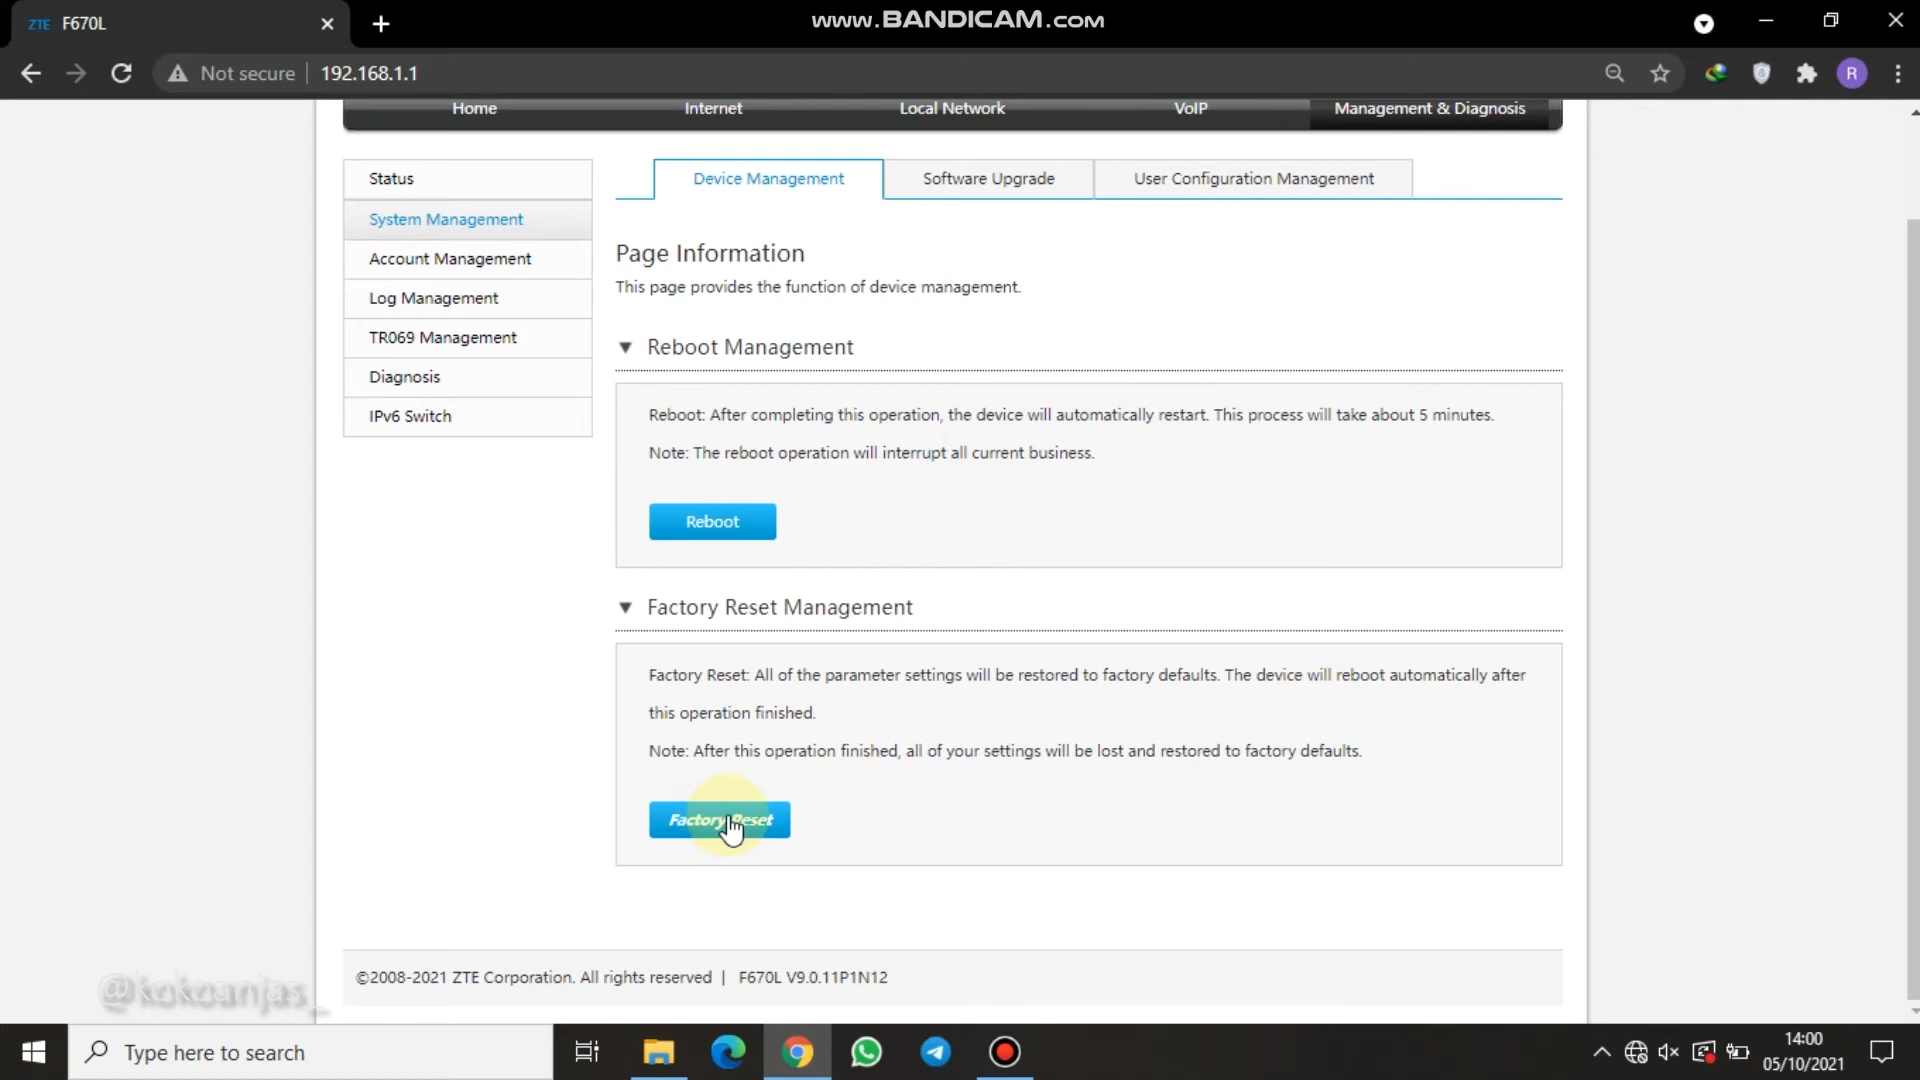 ZTE F670L
www.BANDICAM.com
Not secure 192.168.1.1
R
Home Internet Local Network VoIP Management & Diagnosis
Status
System Management
Account Management
Log Management
TR069 Management
Diagnosis
IPv6 Switch
Device Management Software Upgrade User Configuration Management
Page Information
This page provides the function of device management.
Reboot Management
Reboot: After completing this operation, the device will automatically restart. This process will take about 5 minutes.
Note: The reboot operation will interrupt all current business.
Reboot
Factory Reset Management
Factory Reset: All of the parameter settings will be restored to factory defaults. The device will reboot automatically after
this operation finished.
Note: After this operation finished, all of your settings will be lost and restored to factory defaults.
Factory Reset
©2008-2021 ZTE Corporation. All rights reserved | F670L V9.0.11P1N12
@kokoanjas_
Type here to search
14:00
05/10/2021